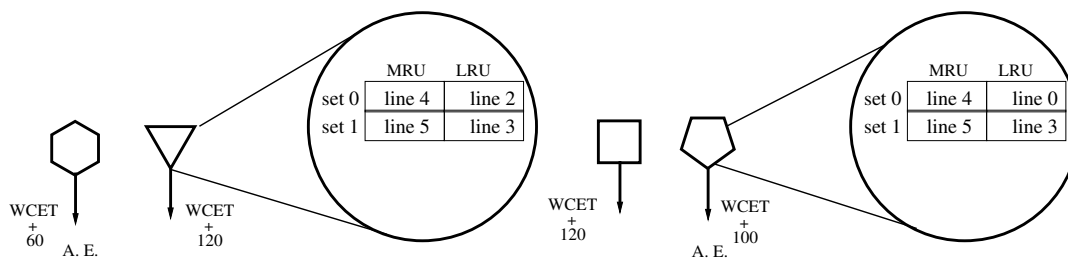 MRU LRU
set 0 line 4 line 2
set 1 line 5 line 3
WCET
+
60
A. E.
WCET
+
120
MRU LRU
set 0 line 4 line 0
set 1 line 5 line 3
WCET
+
120
WCET
+
100
A. E.